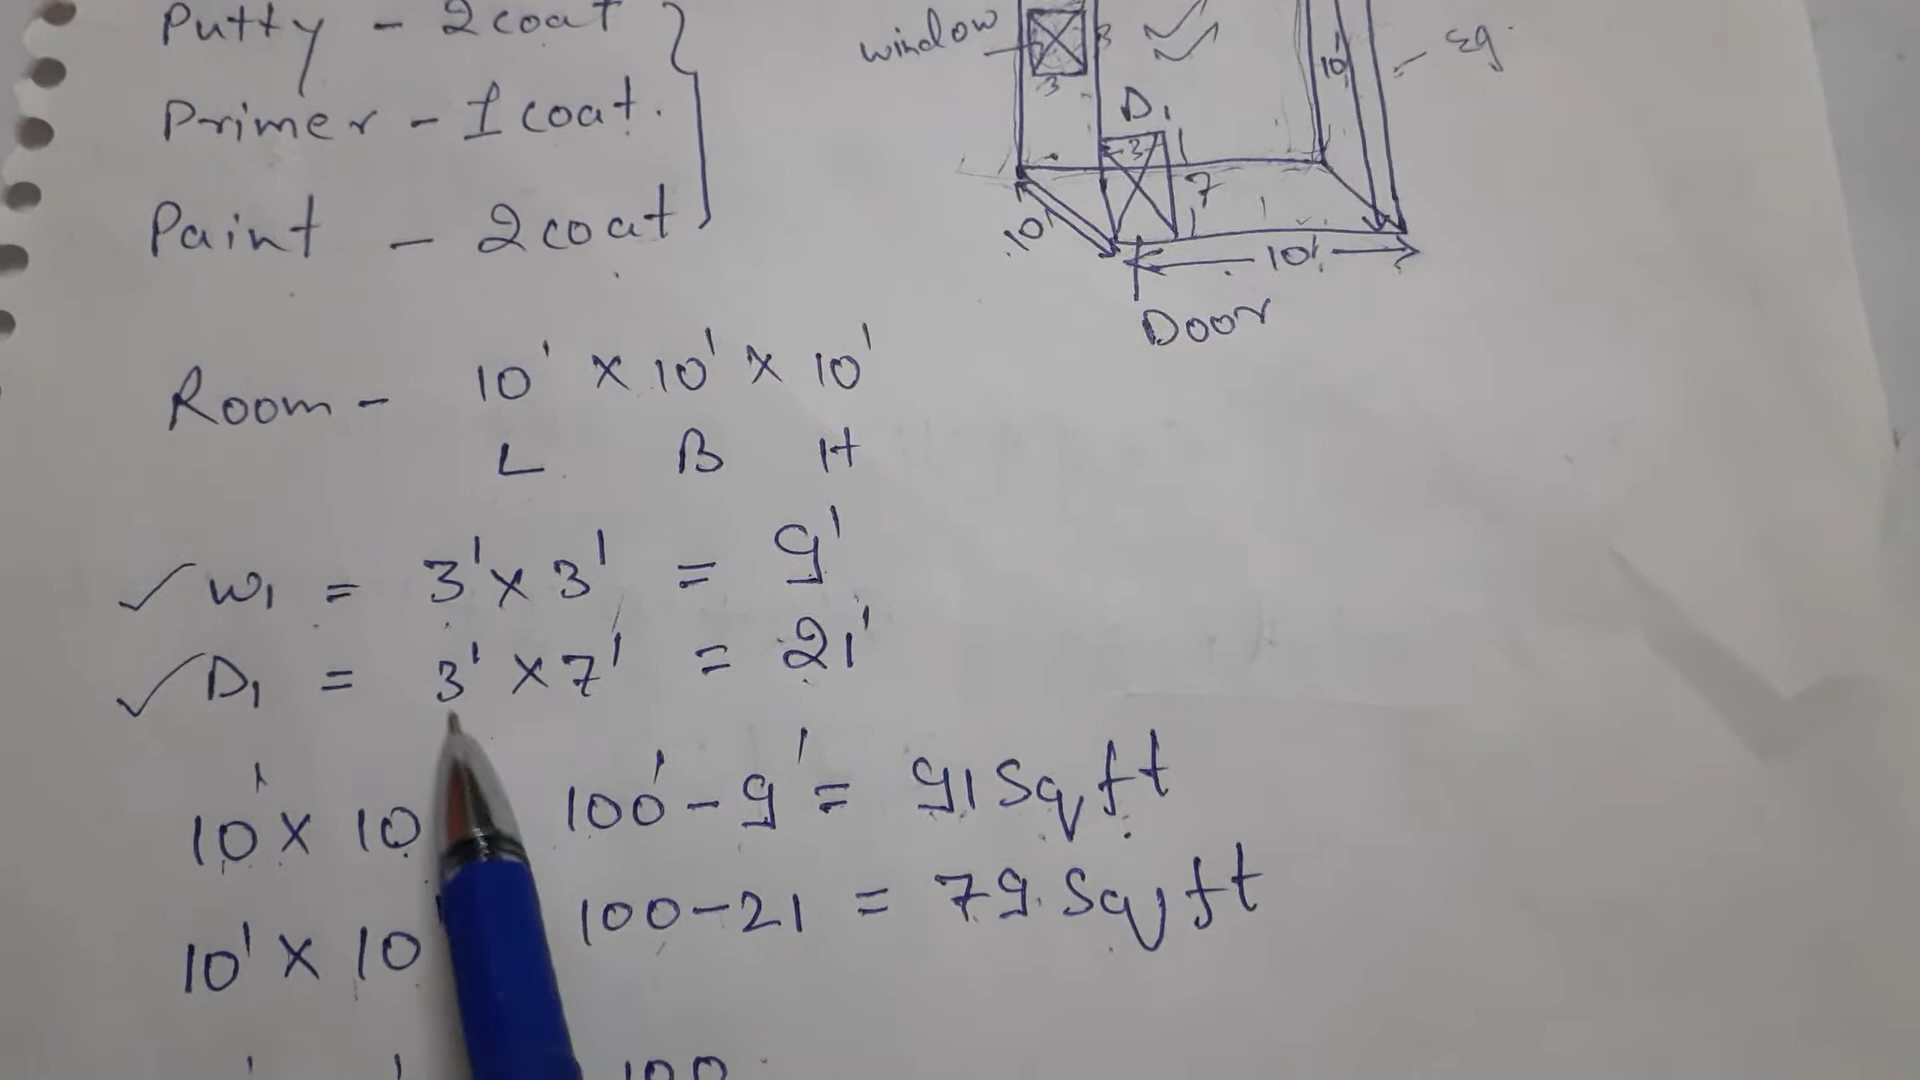 Putty - 2 coat
Primer - 1 coat.
Paint - 2 coat
window
3
3
D1
3
7
10'
10'
10
Door
Room - 10' x 10' x 10'
L B H
✓ W1 = 3' x 3' = 9'
✓ D1 = 3' x 7' = 21'
10' x 10 100' - 9' = 91 Sq ft
10' x 10' 100 - 21 = 79. Sq ft
100